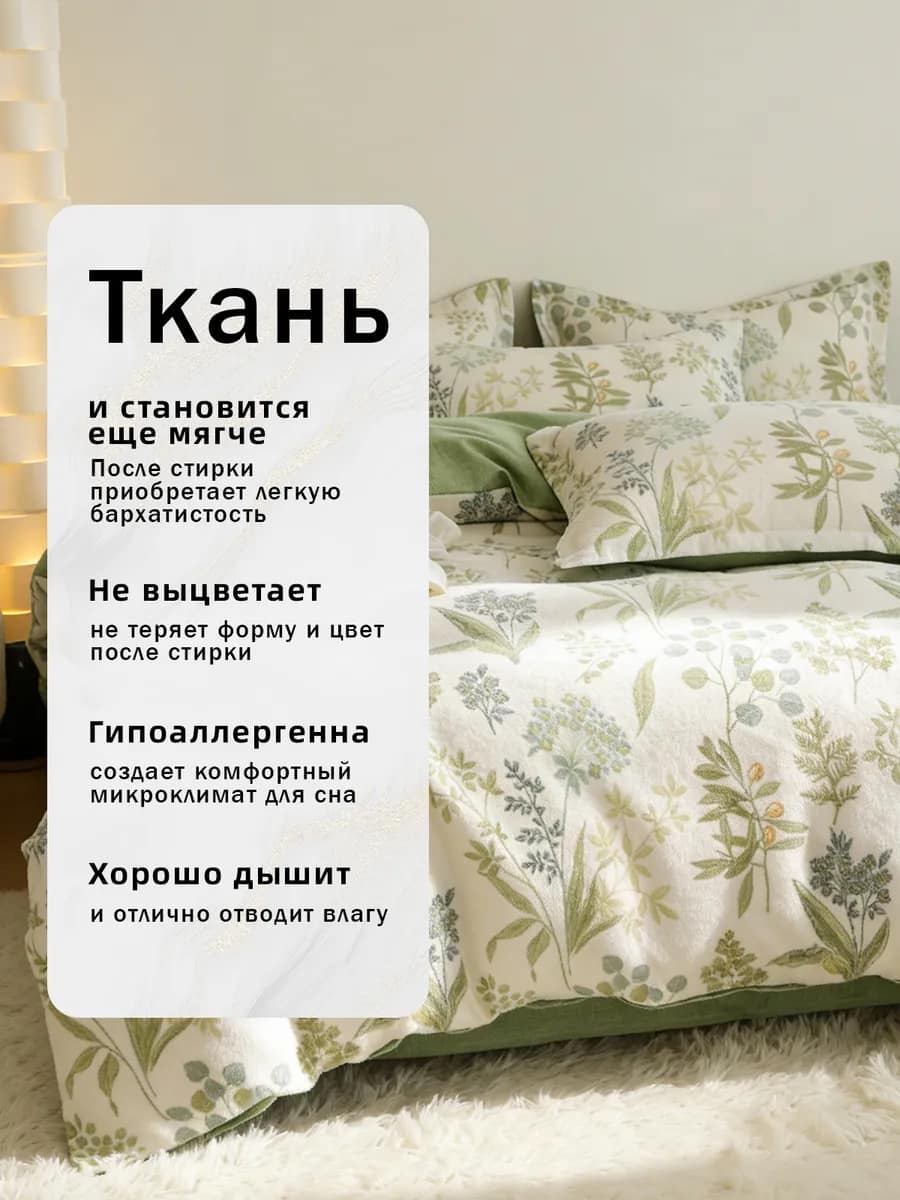 Ткань
и становится
еще мягче
После стирки
приобретает легкую
бархатистость
Не выцветает
не теряет форму и цвет
после стирки
Гипоаллергенна
создает комфортный
микроклимат для сна
Хорошо дышит
и отлично отводит влагу